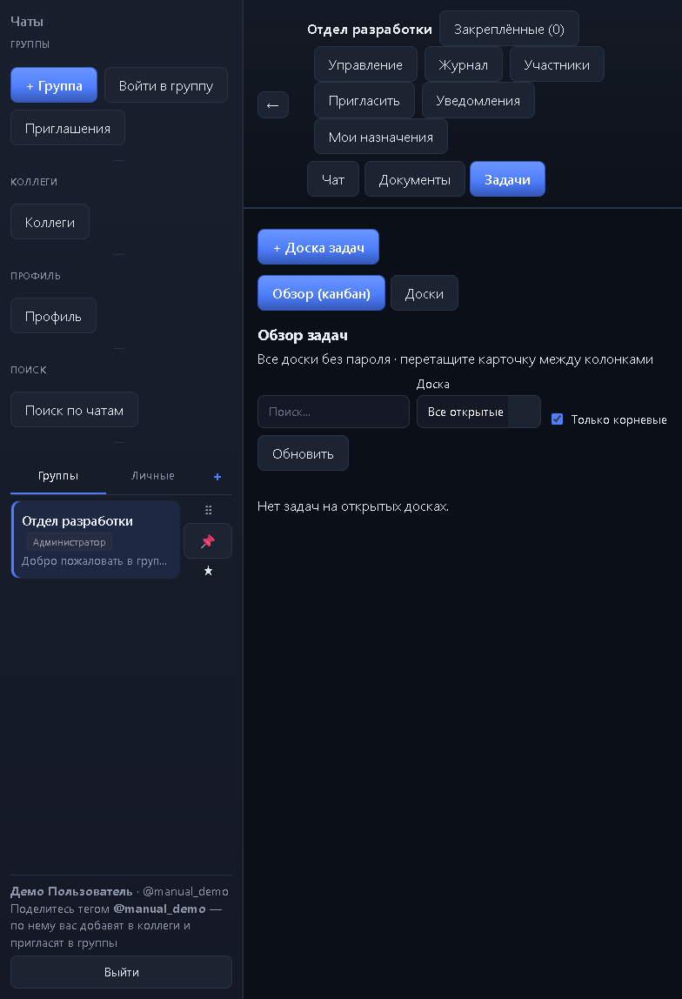 Чаты
ГРУППЫ
+ Группа
Войти в группу
Приглашения
КОЛЛЕГИ
Коллеги
ПРОФИЛЬ
Профиль
ПОИСК
Поиск по чатам
Группы
Личные
+
Отдел разработки
Администратор
Добро пожаловать в груп...
Демо Пользователь · @manual_demo
Поделитесь тегом @manual_demo —
по нему вас добавят в коллеги и
пригласят в группы
Выйти
←
Отдел разработки
Закреплённые (0)
Управление
Журнал
Участники
Пригласить
Уведомления
Мои назначения
Чат
Документы
Задачи
+ Доска задач
Обзор (канбан)
Доски
Обзор задач
Все доски без пароля · перетащите карточку между колонками
Доска
Поиск...
Все открытые
Только корневые
Обновить
Нет задач на открытых досках.